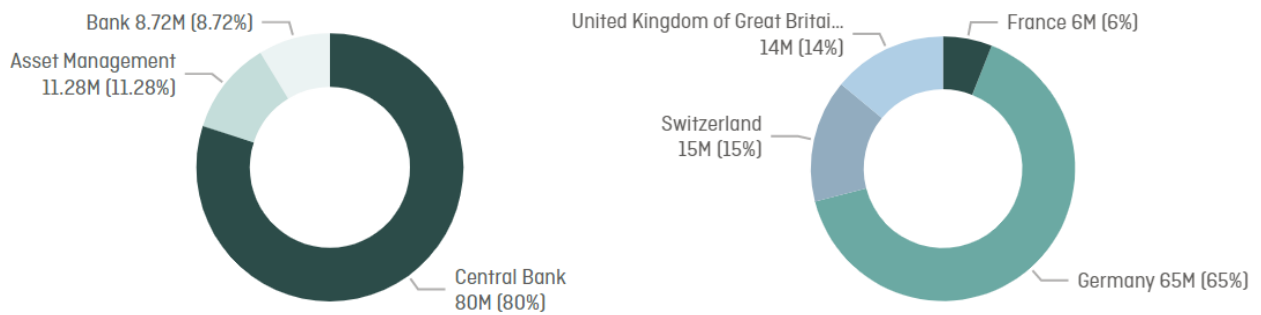 Bank 8.72M (8.72%)
Asset Management
11.28M (11.28%)
Central Bank
80M (80%)
United Kingdom of Great Britai...
14M (14%)
France 6M (6%)
Switzerland
15M (15%)
Germany 65M (65%)